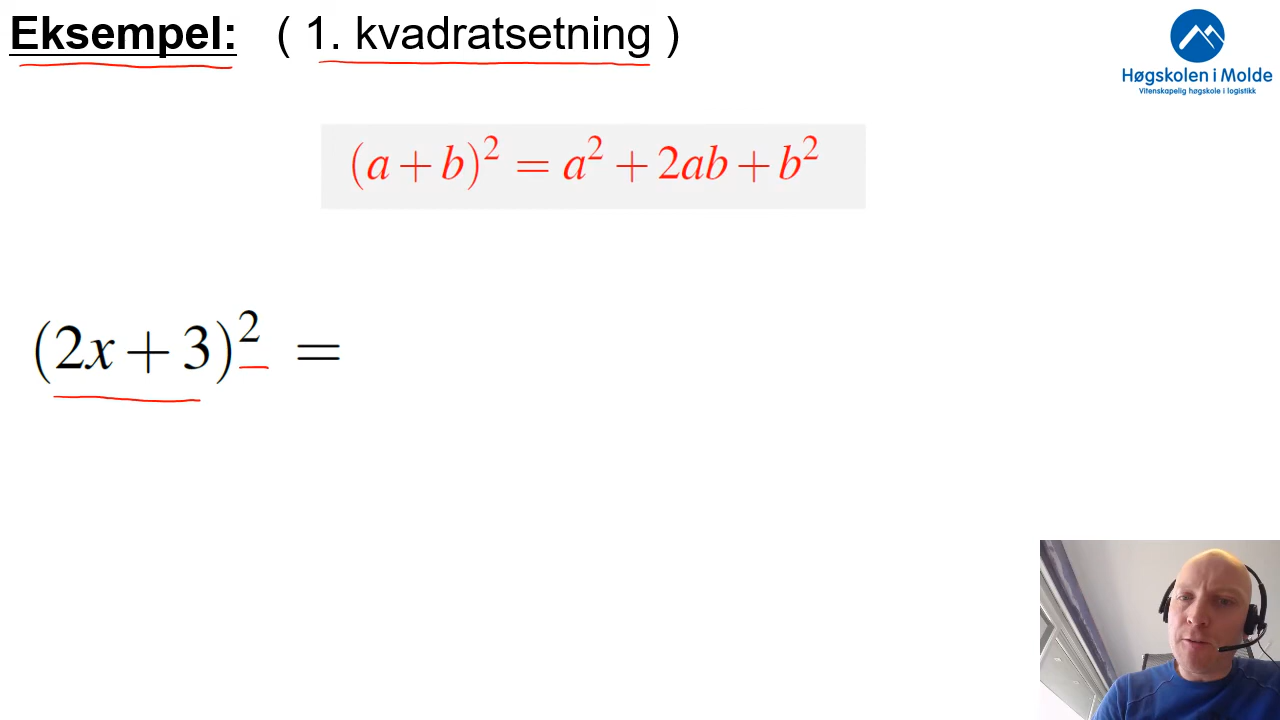 Eksempel: ( 1. kvadratsetning )
Høgskolen i Molde
Vitenskapelig høgskole i logistikk
(a + b)² = a² + 2ab + b²
(2x + 3)² =